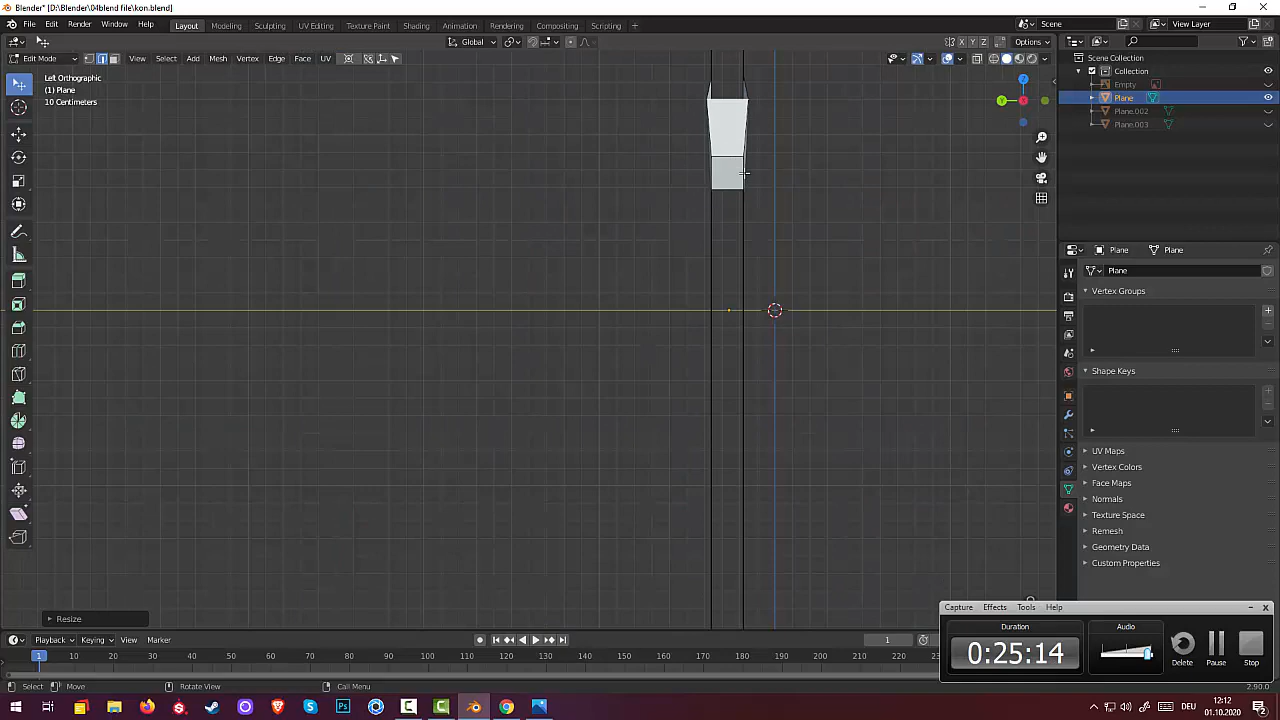 Blender* [D:\Blender\04blend file\kon.blend]
File Edit Render Window Help Layout Modeling Sculpting UV Editing Texture Paint Shading Animation Rendering Compositing Scripting + Scene View Layer
Global X Y Z Options
Edit Mode View Select Add Mesh Vertex Edge Face UV
Left Orthographic
(1) Plane
10 Centimeters
Z
Y
Scene Collection
Collection
Empty
Plane
Plane.002
Plane.003
Plane Plane
Plane
Vertex Groups
Shape Keys
UV Maps
Vertex Colors
Face Maps
Normals
Texture Space
Remesh
Geometry Data
Custom Properties
Resize
Capture Effects Tools Help
Duration Audio
0:25:14
Delete Pause Stop
Playback Keying View Marker 1
1 10 20 30 40 50 60 70 80 90 100 110 120 130 140 150 160 170 180 190 200 210 220 23
Select Move Rotate View Call Menu 2.90.0
Ps DEU 12:12
01.10.2020